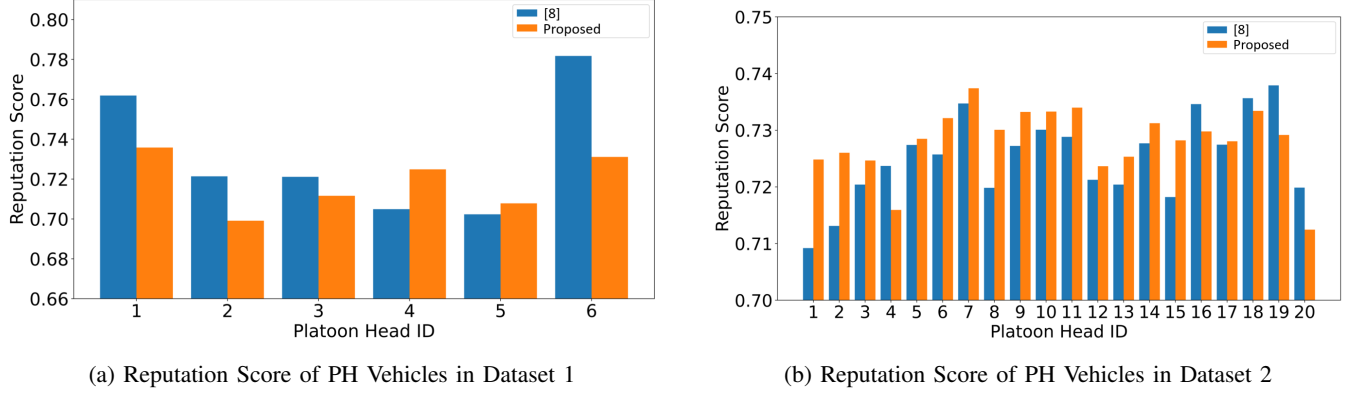 0.80
0.78
0.76
0.74
0.72
0.70
0.68
0.66
Reputation Score
[8]
Proposed
1 2 3 4 5 6
Platoon Head ID
(a) Reputation Score of PH Vehicles in Dataset 1
0.75
0.74
0.73
0.72
0.71
0.70
Reputation Score
[8]
Proposed
1 2 3 4 5 6 7 8 9 10 11 12 13 14 15 16 17 18 19 20
Platoon Head ID
(b) Reputation Score of PH Vehicles in Dataset 2